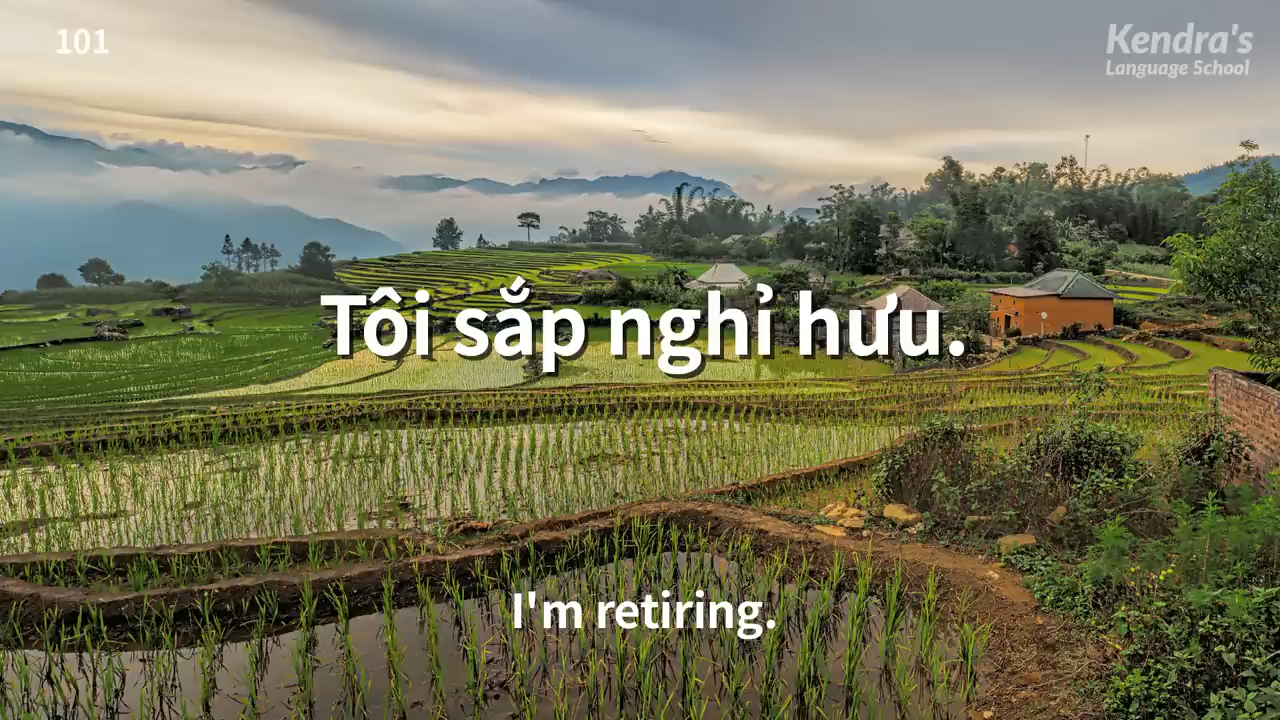 101
Kendra's
Language School
Tôi sắp nghỉ hưu.
I'm retiring.